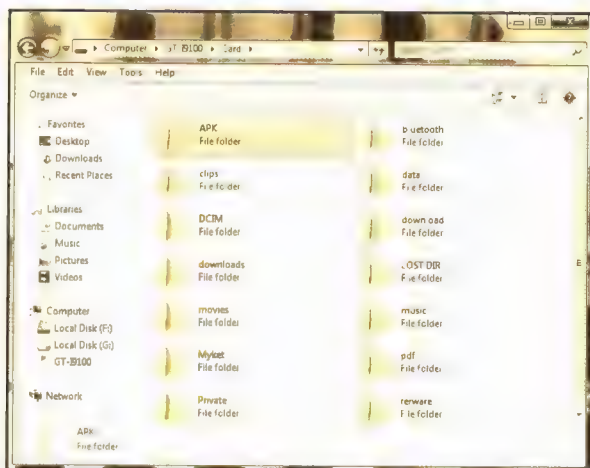 Computer ▸ GT-I9100 ▸ Card ▸
File Edit View Tools Help
Organize ▾
Favorites
Desktop
Downloads
Recent Places
Libraries
Documents
Music
Pictures
Videos
Computer
Local Disk (F:)
Local Disk (G:)
GT-I9100
Network
APK
File folder
bluetooth
File folder
clips
File folder
data
File folder
DCIM
File folder
download
File folder
downloads
File folder
LOST.DIR
File folder
movies
File folder
music
File folder
Myket
File folder
pdf
File folder
Private
File folder
File folder
APK
File folder